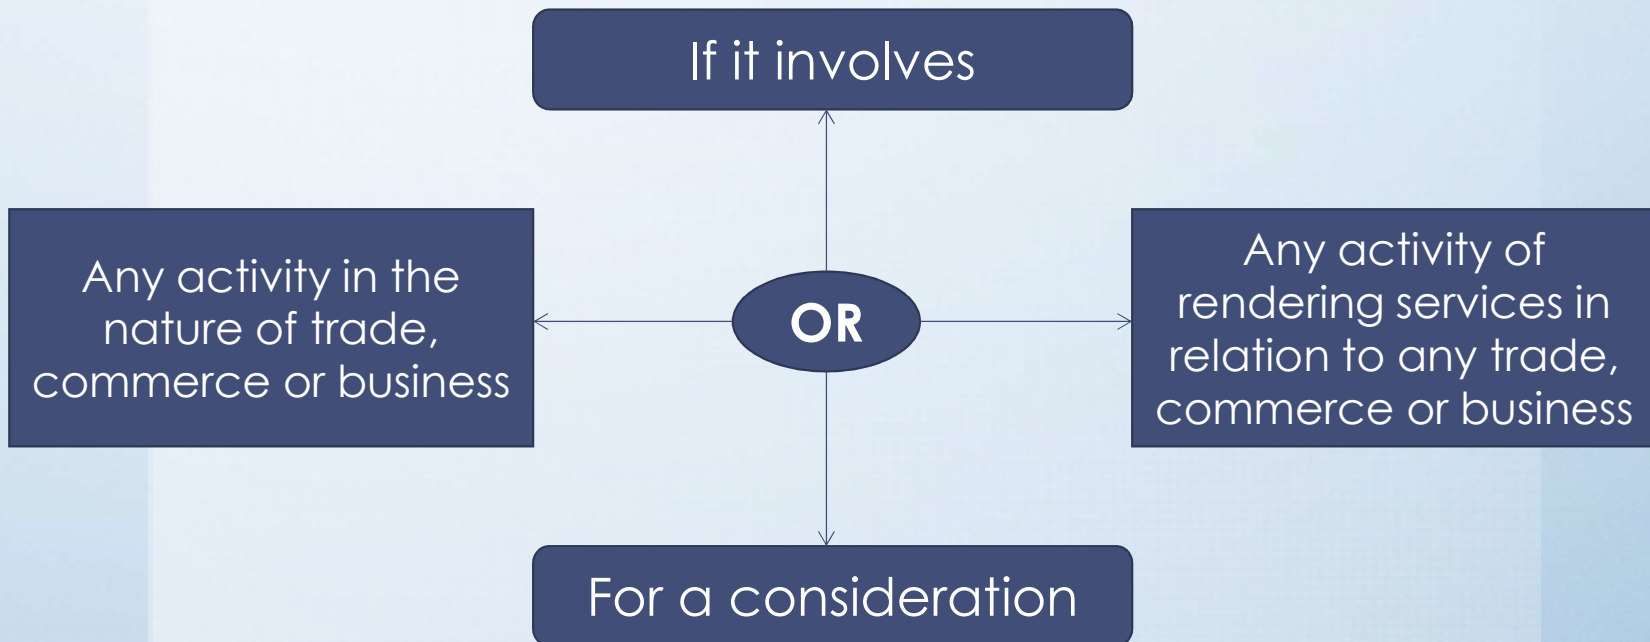 If it involves
Any activity in the
nature of trade,
commerce or business
OR
Any activity of
rendering services in
relation to any trade,
commerce or business
For a consideration